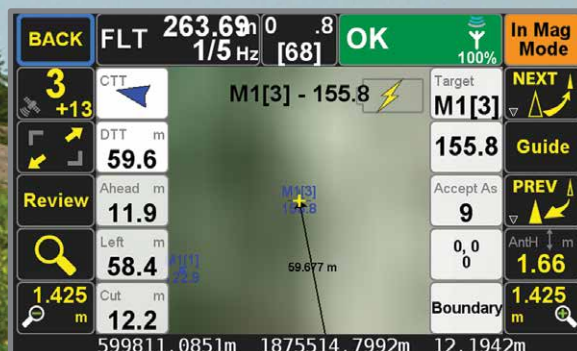 BACK
FLT
263.69m
1/5 Hz
0 .8
[68]
OK
100%
In Mag
Mode
3
+13
CTT
M1[3] - 155.8
Target
M1[3]
NEXT
DTT m
59.6
155.8
Guide
Review
Ahead m
11.9
M1[3]
155.8
Accept As
9
PREV
Left m
58.4
M1[1]
59.677 m
0, 0
0
AntH m
1.66
1.425
m
Cut m
12.2
Boundary
1.425
m
599811.0851m 1875514.7992m 12.1942m